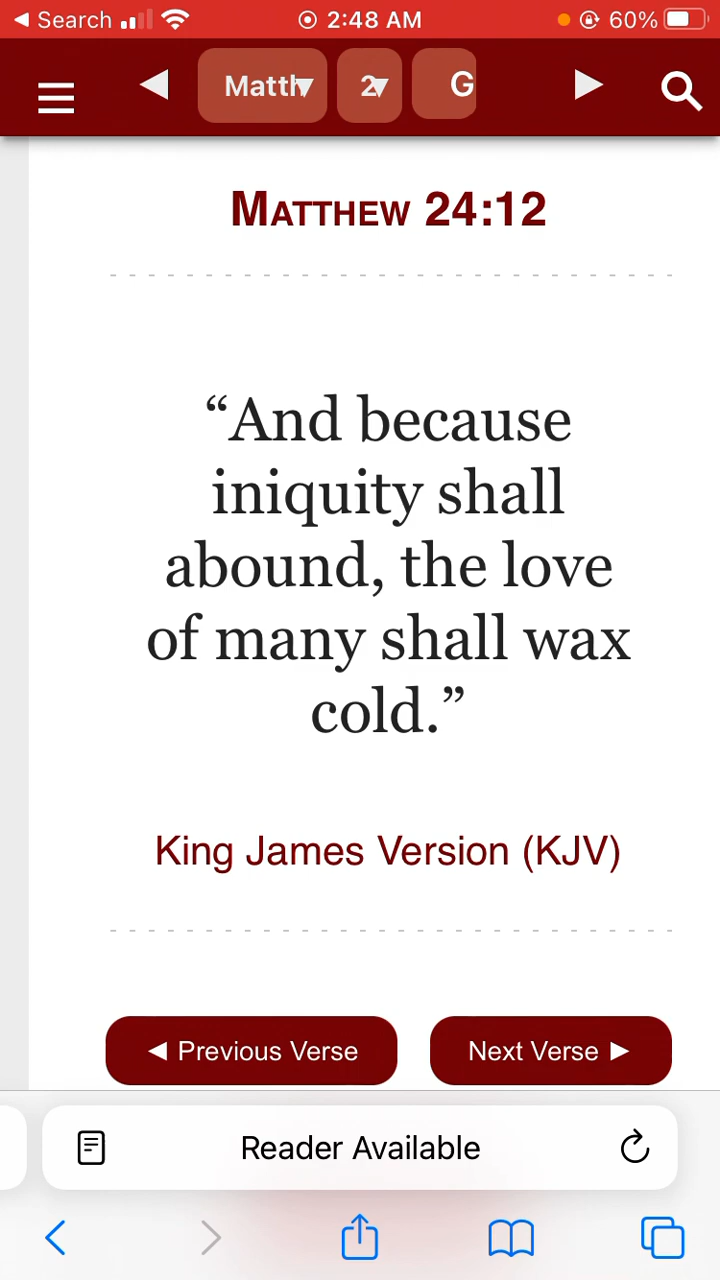 Search 2:48 AM 60%
Matth 2 G
MATTHEW 24:12
“And because
iniquity shall
abound, the love
of many shall wax
cold.”
King James Version (KJV)
◀ Previous Verse Next Verse ▶
Reader Available